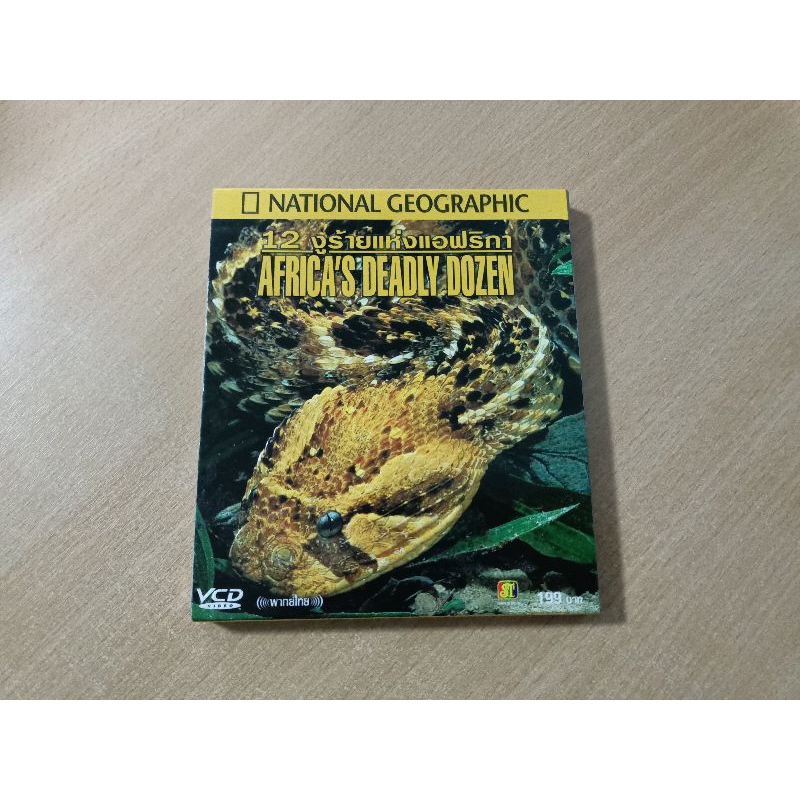 NATIONAL GEOGRAPHIC
12 งูร้ายแห่งแอฟริกา
AFRICA'S DEADLY DOZEN
VCD
VIDEO
(((พากย์ไทย)))
ST
199 บาท